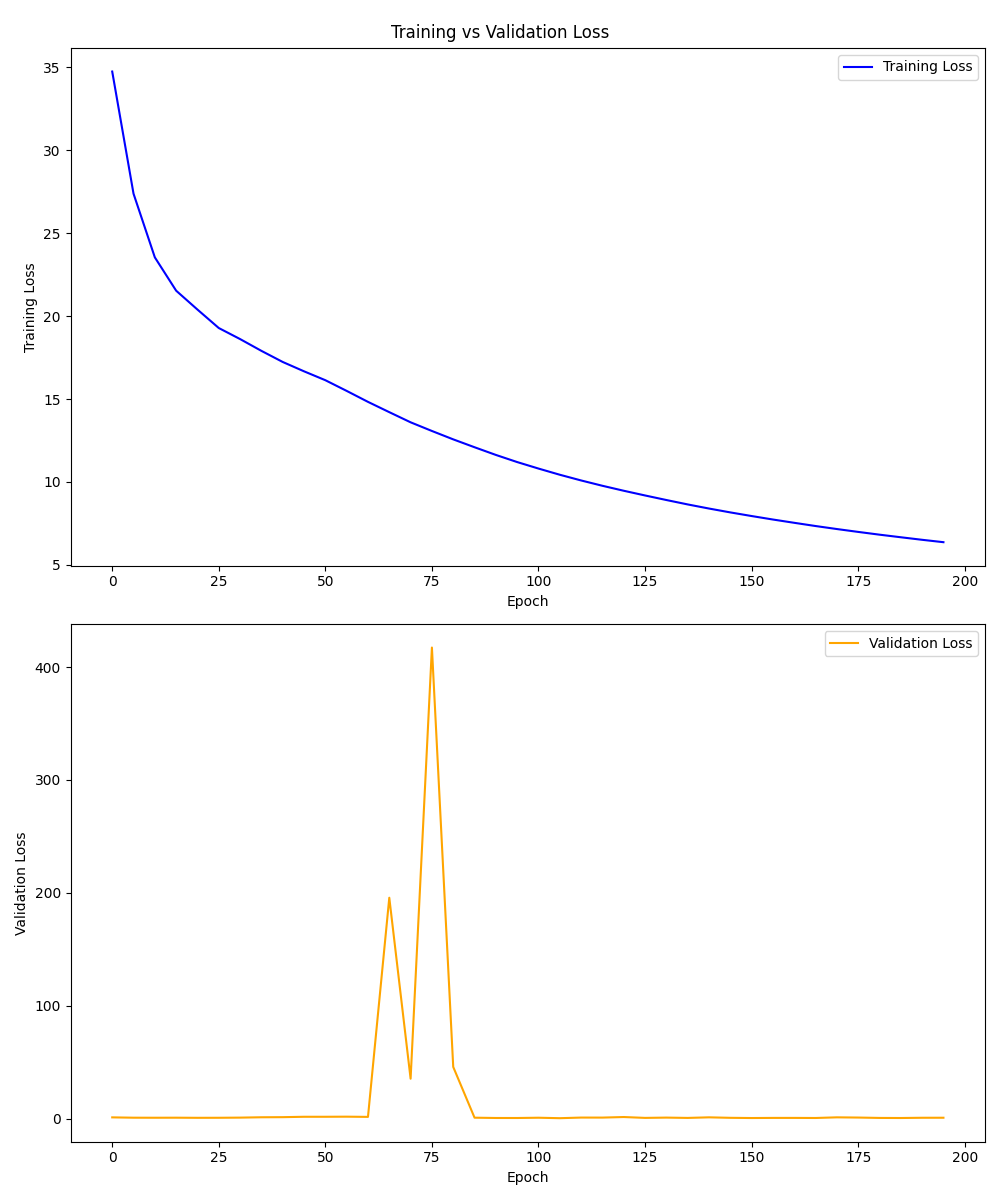 Training vs Validation Loss
Training Loss
35
30
25
20
15
10
5
Training Loss
0 25 50 75 100 125 150 175 200
Epoch
Validation Loss
400
300
200
100
0
Validation Loss
0 25 50 75 100 125 150 175 200
Epoch